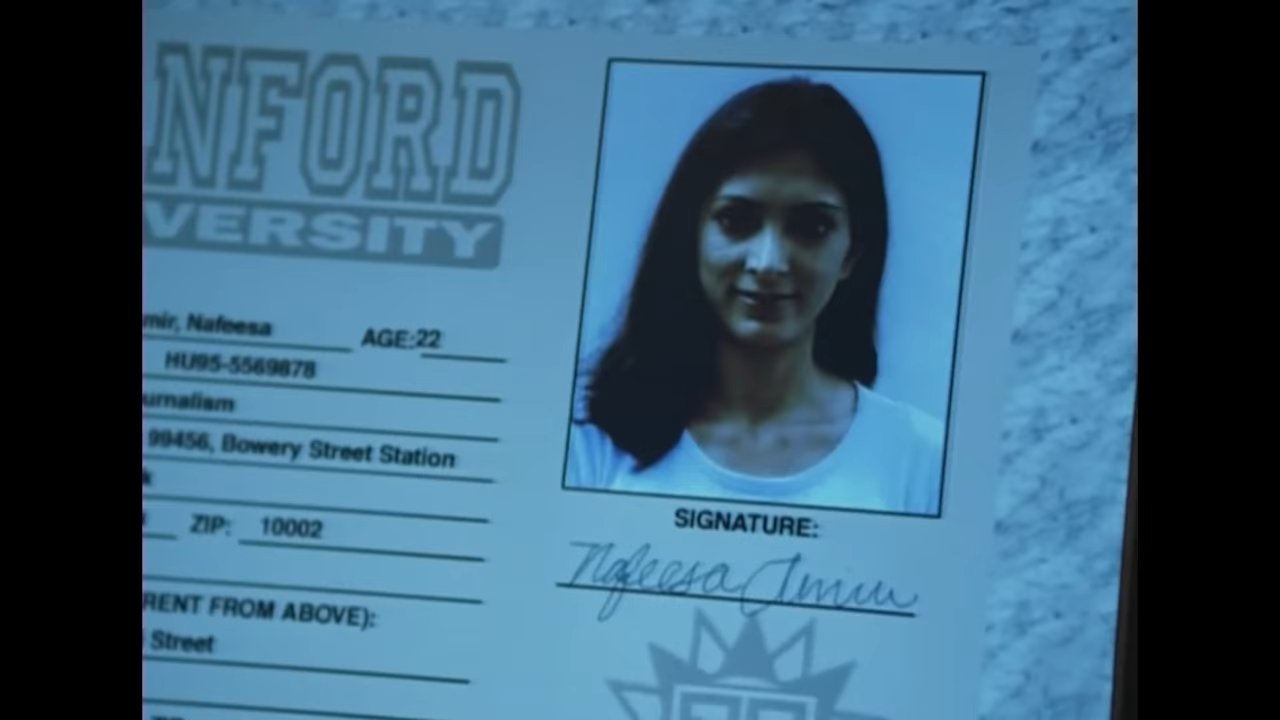 NFORD
VERSITY
mir, Nafeesa AGE:22
HU95-5569878
urnalism
99456, Bowery Street Station
ZIP: 10002
RENT FROM ABOVE):
Street
SIGNATURE:
Nafeesa Amir